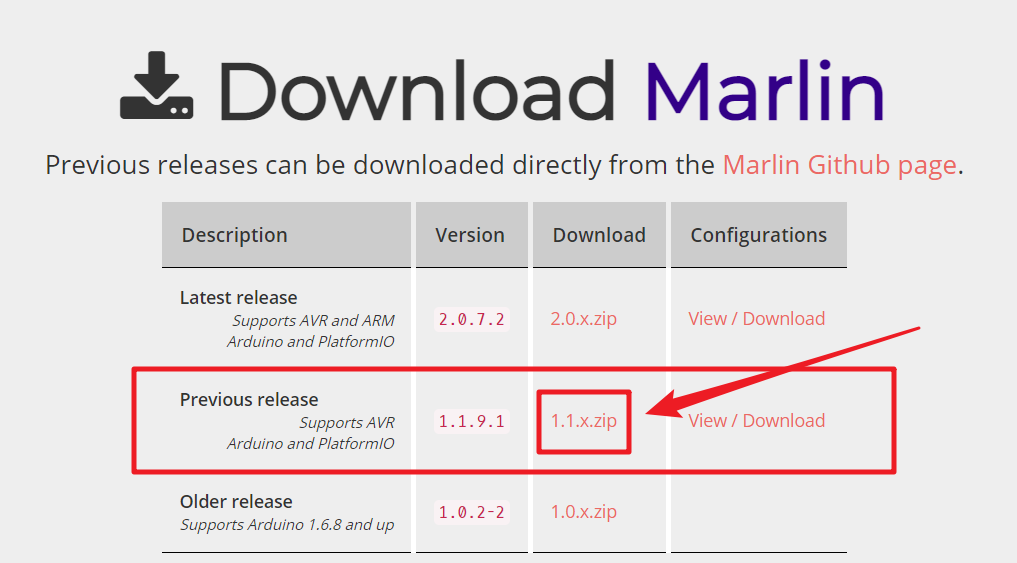 Download Marlin
Previous releases can be downloaded directly from the Marlin Github page.
Description Version Download Configurations
Latest release
Supports AVR and ARM
Arduino and PlatformIO
2.0.7.2 2.0.x.zip View / Download
Previous release
Supports AVR
Arduino and PlatformIO
1.1.9.1 1.1.x.zip View / Download
Older release
Supports Arduino 1.6.8 and up
1.0.2-2 1.0.x.zip